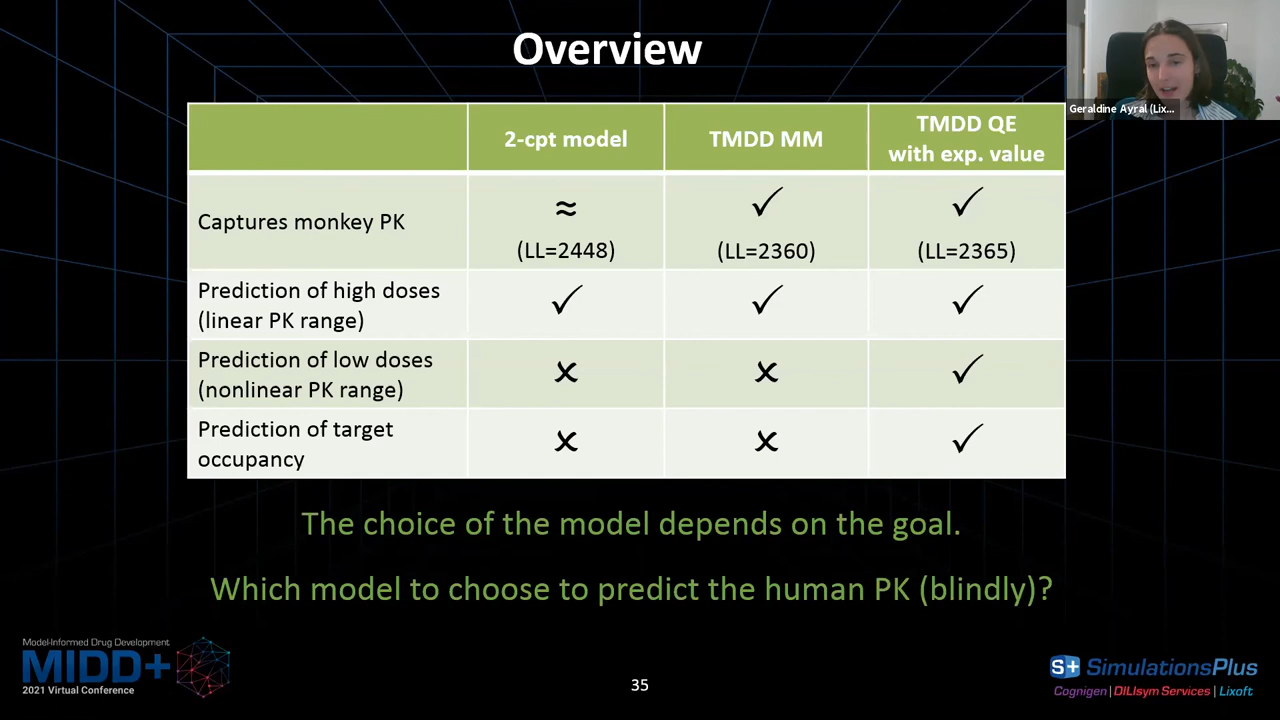 Overview
Geraldine Ayral (Lix...
2-cpt model
TMDD MM
TMDD QE
with exp. value
Captures monkey PK
≈
✓
✓
(LL=2448)
(LL=2360)
(LL=2365)
Prediction of high doses
(linear PK range)
✓
✓
✓
Prediction of low doses
(nonlinear PK range)
×
×
✓
Prediction of target
occupancy
×
×
✓
The choice of the model depends on the goal.
Which model to choose to predict the human PK (blindly)?
Model-Informed Drug Development
MIDD+
2021 Virtual Conference
35
S+ SimulationsPlus
Cognigen | DILIsym Services | Lixoft